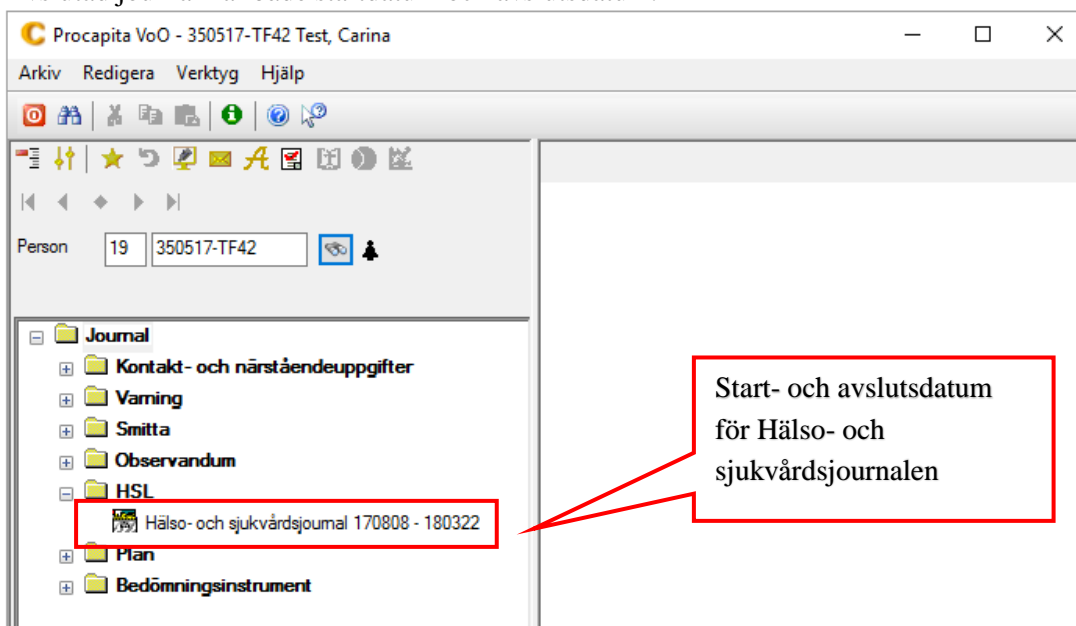 Procapita VoO - 350517-TF42 Test, Carina
Arkiv Redigera Verktyg Hjälp
Person 19 350517-TF42
Journal
Kontakt- och närståendeuppgifter
Varning
Smitta
Observandum
HSL
Hälso- och sjukvårdsjournal 170808 - 180322
Plan
Bedömningsinstrument
Start- och avslutsdatum
för Hälso- och
sjukvårdsjournalen